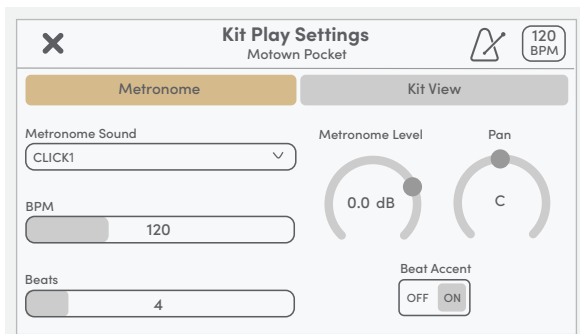 Kit Play Settings
Motown Pocket
120
BPM
Metronome
Kit View
Metronome Sound
CLICK1
BPM
120
Beats
4
Metronome Level
0.0 dB
Pan
C
Beat Accent
OFF ON